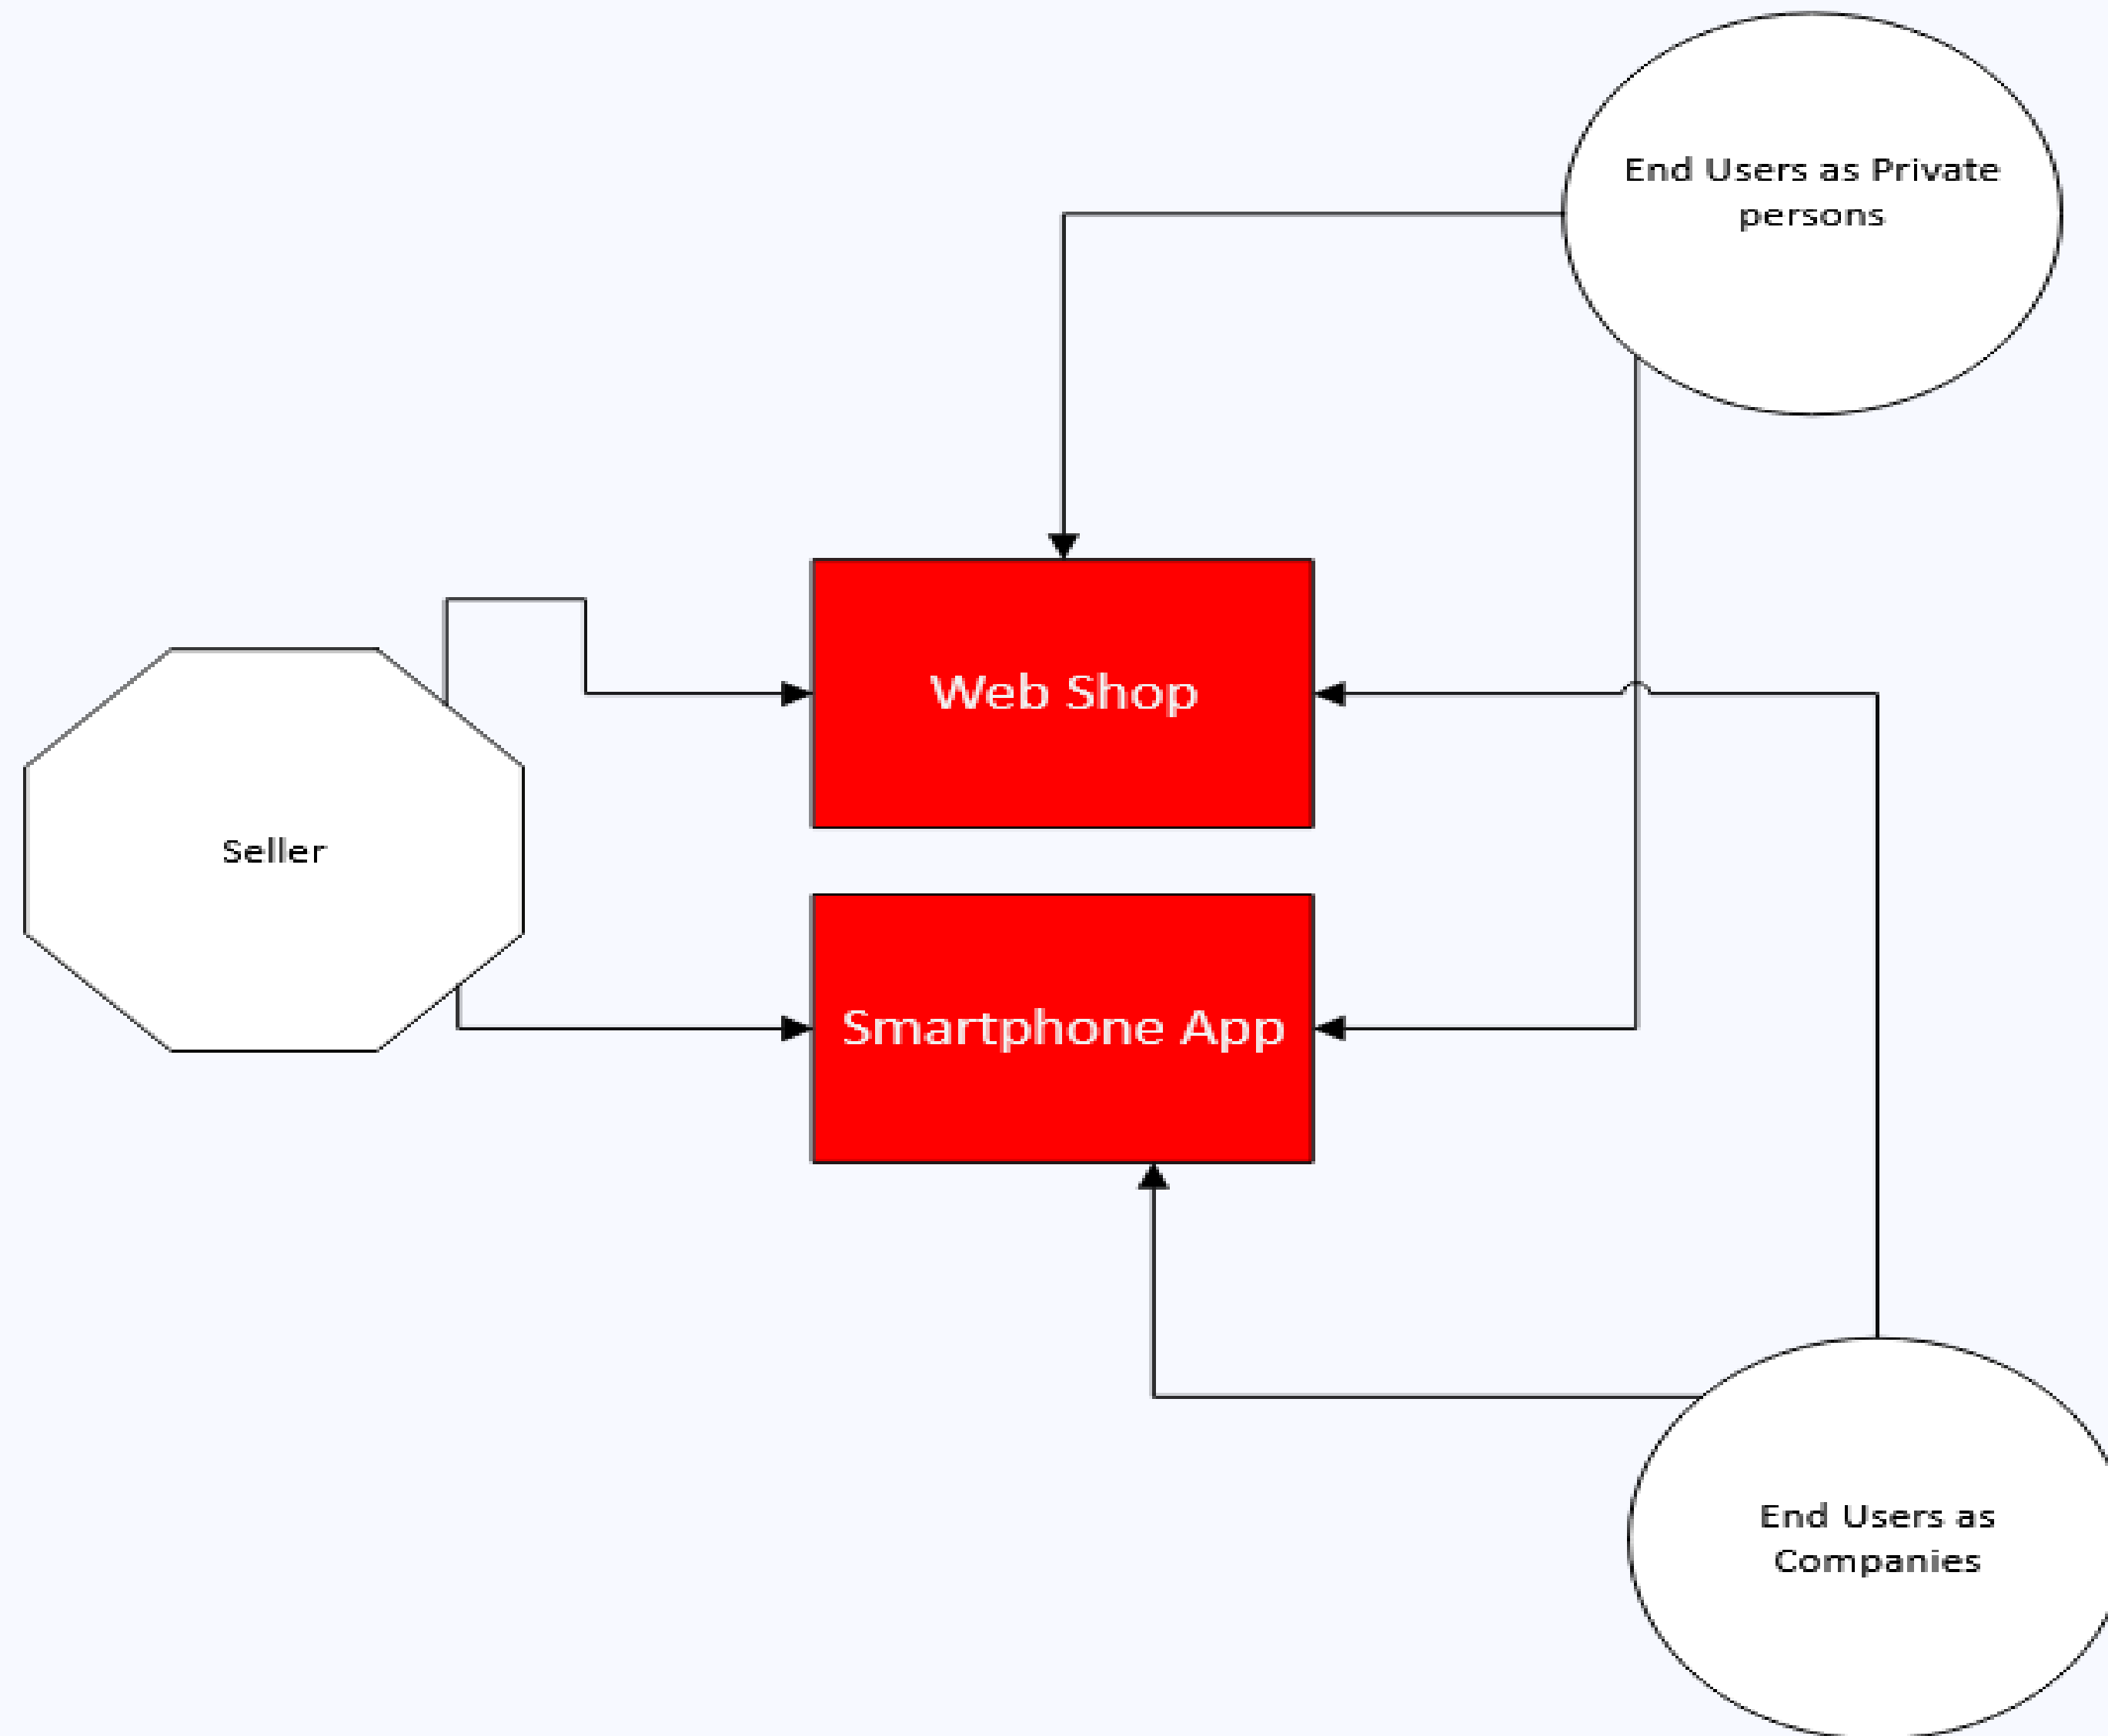 End Users as Private
persons
Web Shop
Seller
Smartphone App
End Users as
Companies